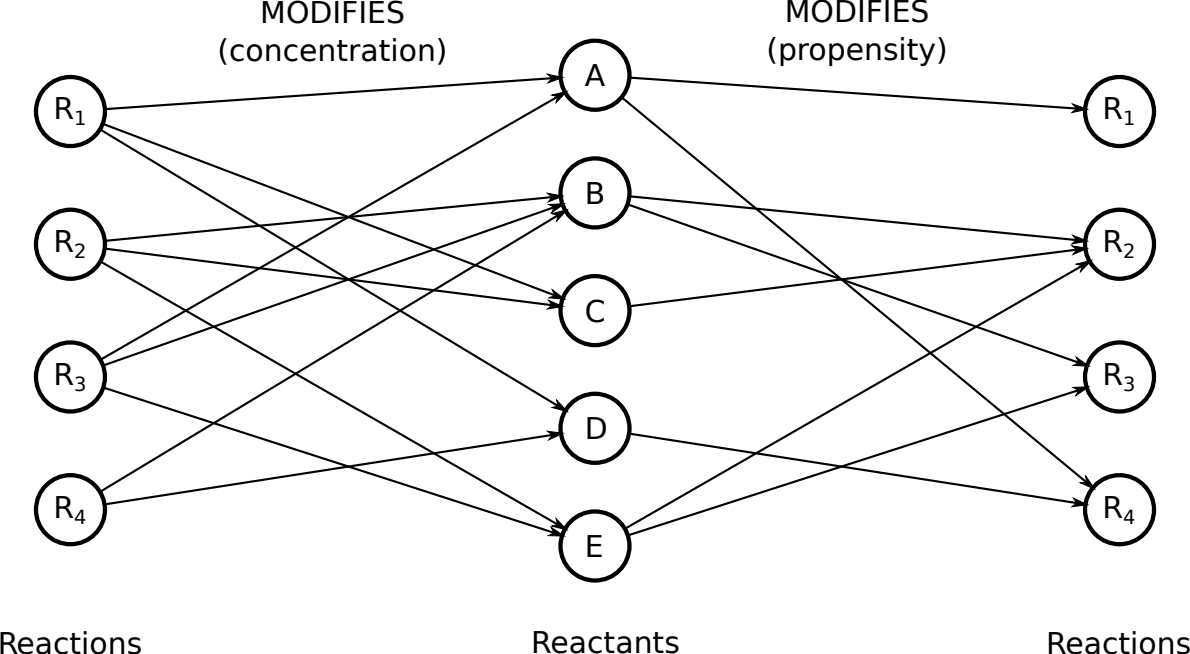 MODIFIES
(concentration)
MODIFIES
(propensity)
R1
R2
R3
R4
A
B
C
D
E
R1
R2
R3
R4
Reactions
Reactants
Reactions